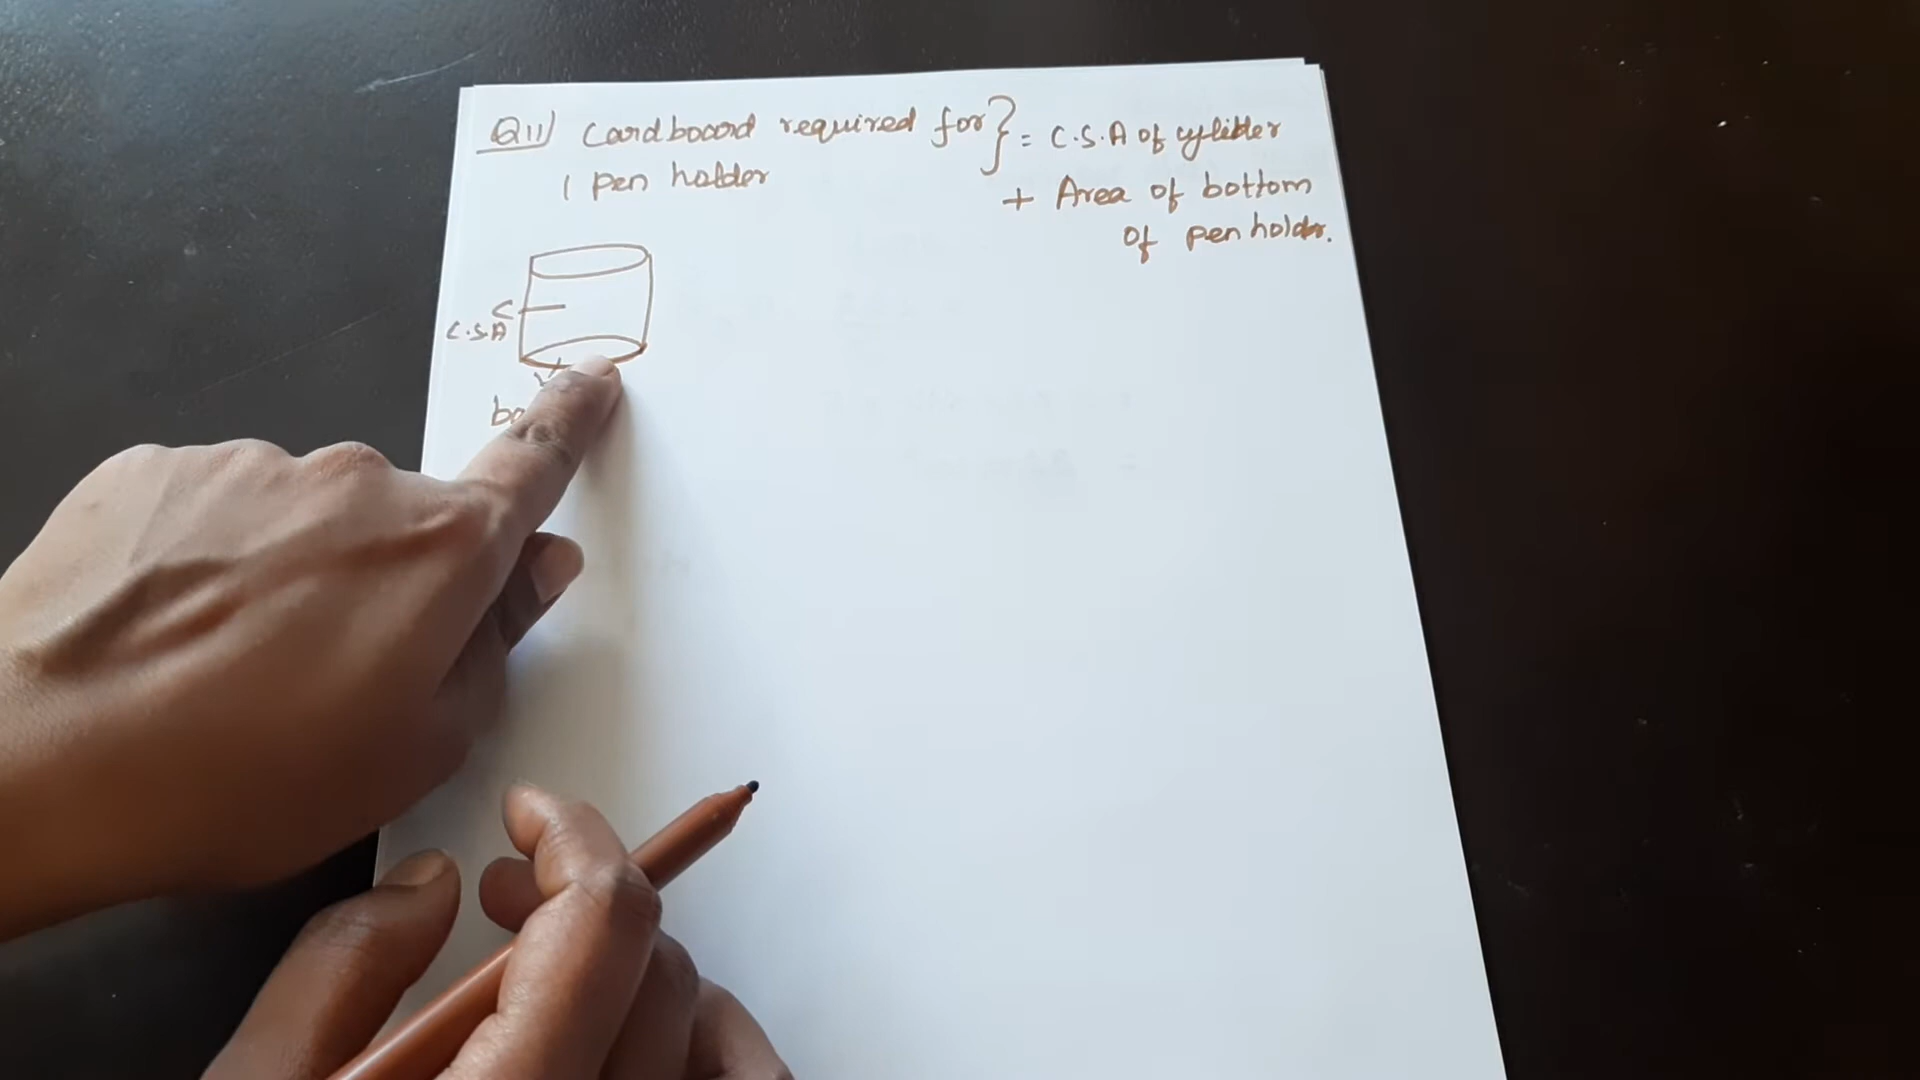 Q11) Cardboard required for } = C.S.A of cylider
1 pen holder
+ Area of bottom
of pen holder.
C
C.S.A